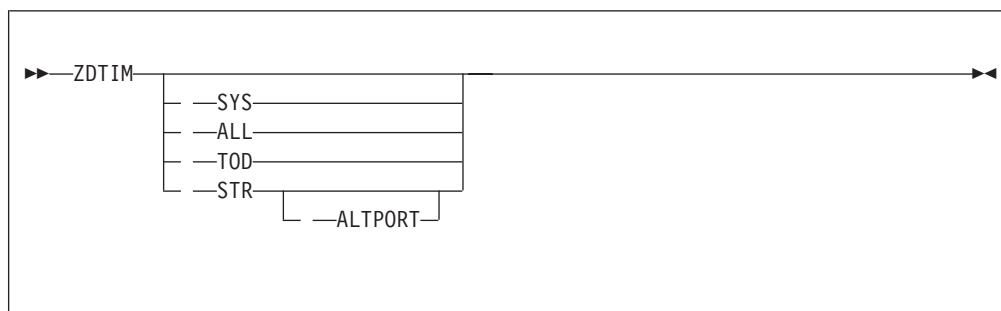 ZDTIM
SYS
ALL
TOD
STR
ALTPORT